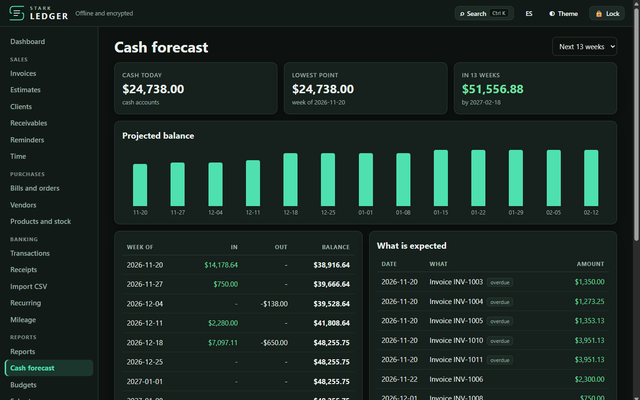 STARK
LEDGER
Offline and encrypted
Search Ctrl K
ES
Theme
Lock
Dashboard
SALES
Invoices
Estimates
Clients
Receivables
Reminders
Time
PURCHASES
Bills and orders
Vendors
Products and stock
BANKING
Transactions
Receipts
Import CSV
Recurring
Mileage
REPORTS
Reports
Cash forecast
Budgets
Cash forecast
Next 13 weeks
CASH TODAY
$24,738.00
cash accounts
LOWEST POINT
$24,738.00
week of 2026-11-20
IN 13 WEEKS
$51,556.88
by 2027-02-18
Projected balance
11-20 11-27 12-04 12-11 12-18 12-25 01-01 01-08 01-15 01-22 01-29 02-05 02-12
WEEK OF IN OUT BALANCE
2026-11-20 $14,178.64 - $38,916.64
2026-11-27 $750.00 - $39,666.64
2026-12-04 - -$138.00 $39,528.64
2026-12-11 $2,280.00 - $41,808.64
2026-12-18 $7,097.11 -$650.00 $48,255.75
2026-12-25 - - $48,255.75
2027-01-01 - - $48,255.75
What is expected
DATE WHAT AMOUNT
2026-11-20 Invoice INV-1003 overdue $1,350.00
2026-11-20 Invoice INV-1004 overdue $1,273.25
2026-11-20 Invoice INV-1005 overdue $1,353.13
2026-11-20 Invoice INV-1010 overdue $3,951.13
2026-11-20 Invoice INV-1011 overdue $3,951.13
2026-11-22 Invoice INV-1006 $2,300.00
2026-12-01 Invoice INV-1008 $750.00